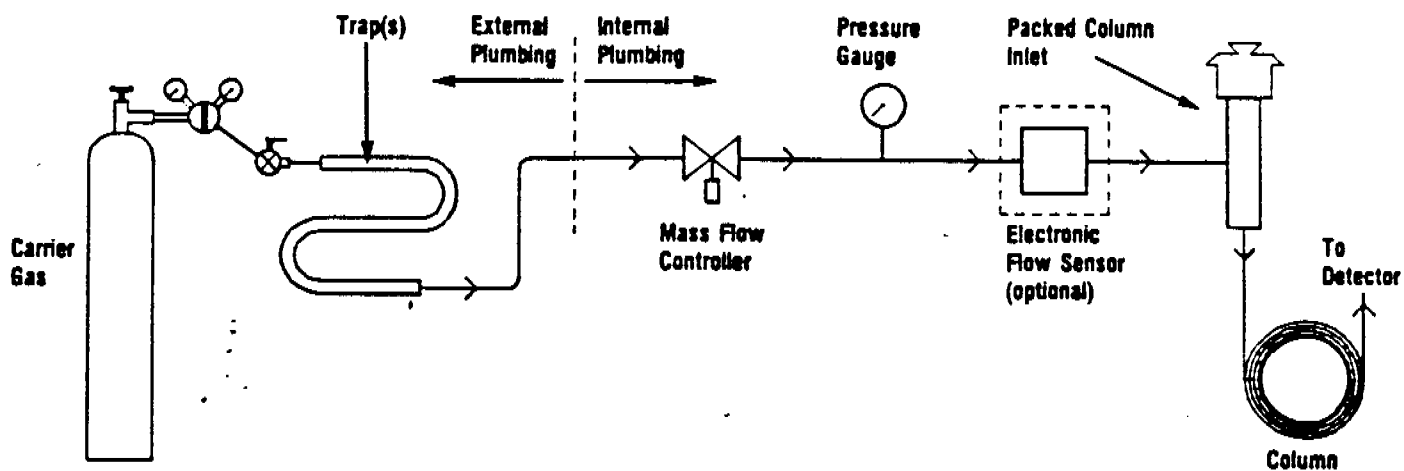 Trap(s)
External
Plumbing
Internal
Plumbing
Pressure
Gauge
Packed Column
Inlet
Carrier
Gas
Mass Flow
Controller
Electronic
Flow Sensor
(optional)
To
Detector
Column